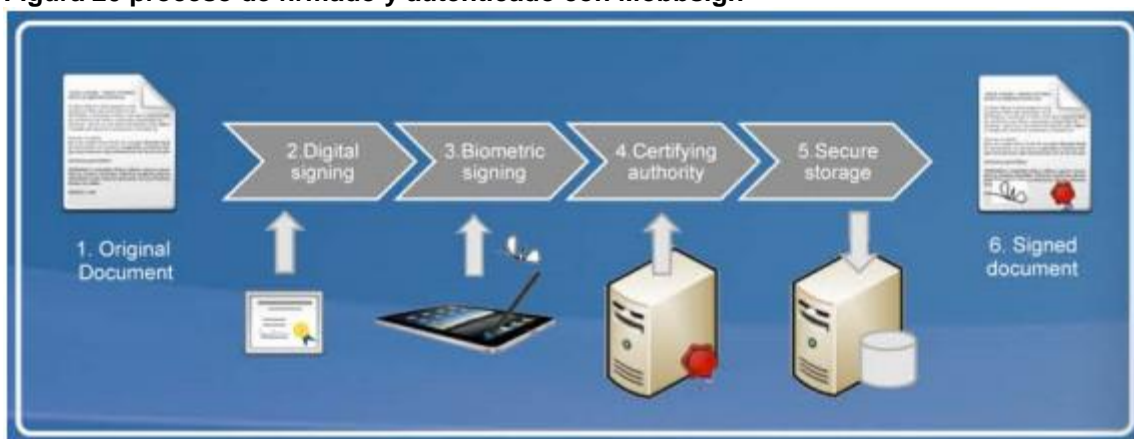 Figura 20 proceso de firmado y autenticado con Mobbsign
2.Digital
signing
3.Biometric
signing
4.Certifying
authority
5.Secure
storage
1. Original
Document
6. Signed
document